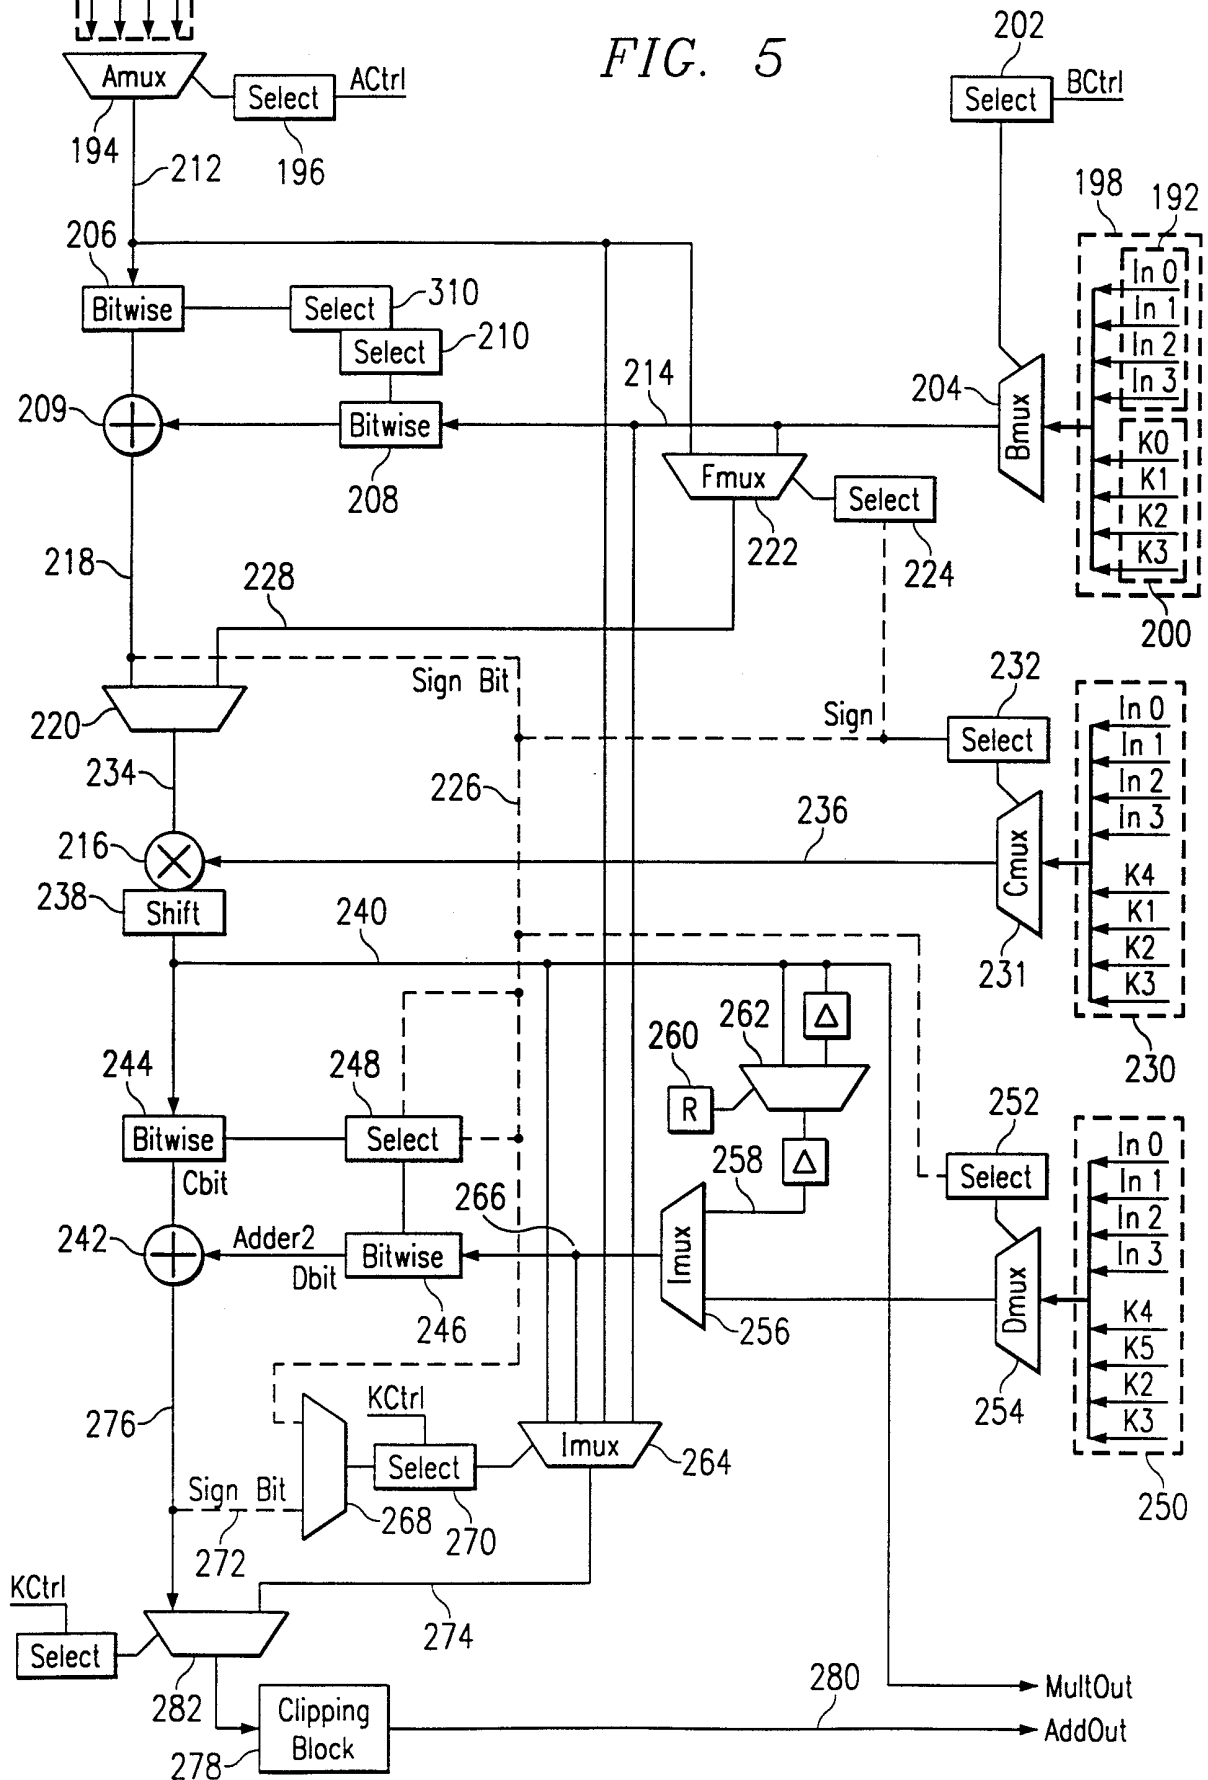 FIG. 5
202
Amux
Select
ACtrl
Select
BCtrl
194
212
196
198
192
206
Bitwise
Select
310
In 0
In 1
In 2
In 3
Select
210
214
204
Bmux
209
Bitwise
208
Fmux
Select
K0
K1
K2
K3
222
224
218
228
200
Sign Bit
232
220
Sign
Select
In 0
In 1
In 2
In 3
234
226
236
216
Cmux
238
Shift
K4
K1
K2
K3
240
231
Δ
262
260
R
230
244
248
252
Bitwise
Select
Δ
258
Select
In 0
In 1
In 2
In 3
Cbit
266
242
Adder2
Dbit
Bitwise
Imux
Dmux
246
256
K4
K5
K2
K3
254
276
KCtrl
Imux
264
Select
Sign Bit
268
270
250
272
KCtrl
274
Select
282
280
MultOut
Clipping
Block
AddOut
278